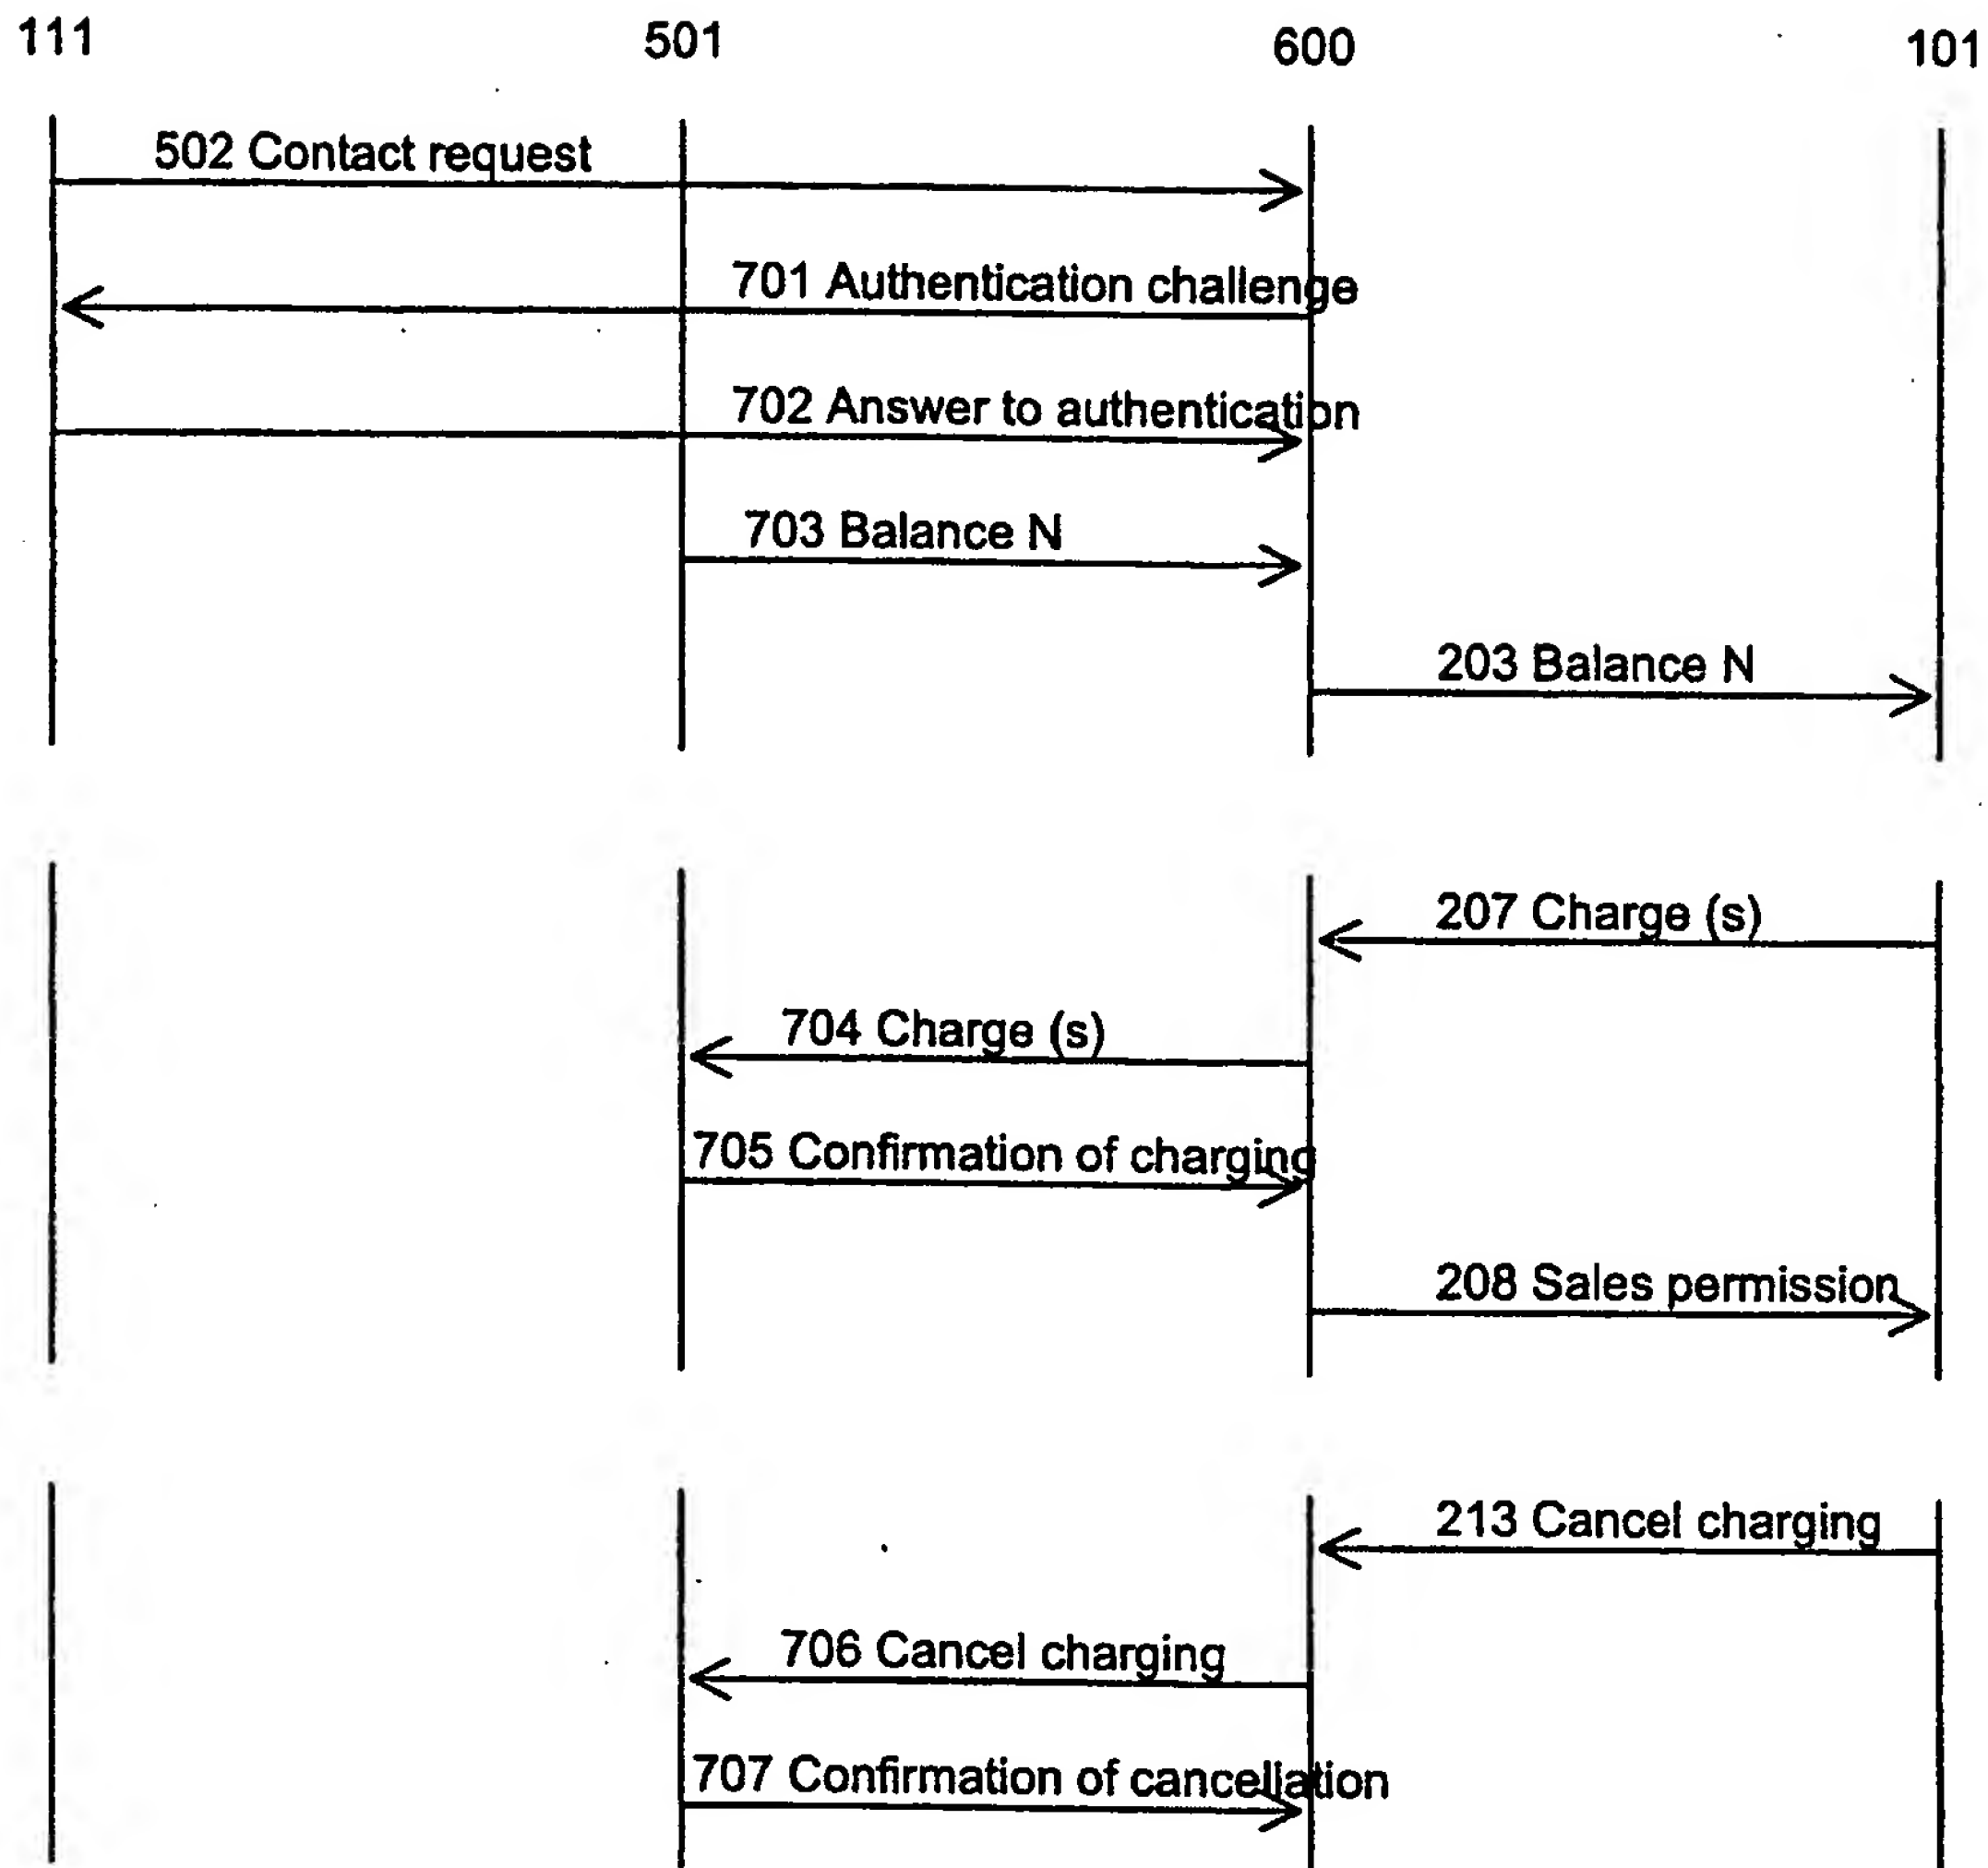 111 501 600 101
502 Contact request
701 Authentication challenge
702 Answer to authentication
703 Balance N
203 Balance N
207 Charge (s)
704 Charge (s)
705 Confirmation of charging
208 Sales permission
213 Cancel charging
706 Cancel charging
707 Confirmation of cancellation